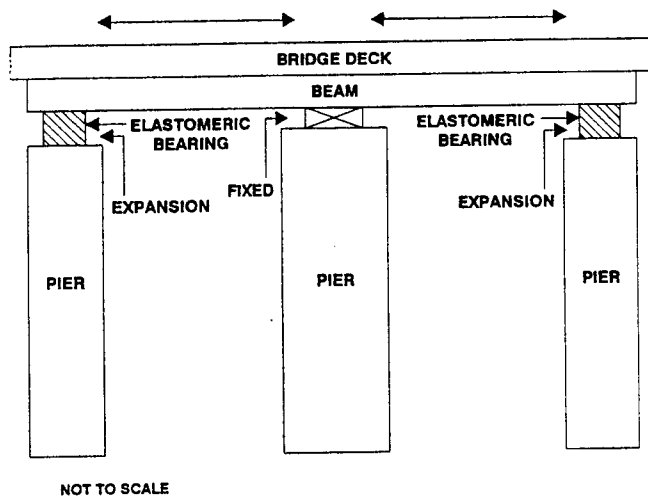 BRIDGE DECK
BEAM
ELASTOMERIC
BEARING
EXPANSION
FIXED
ELASTOMERIC
BEARING
EXPANSION
PIER
PIER
PIER
NOT TO SCALE